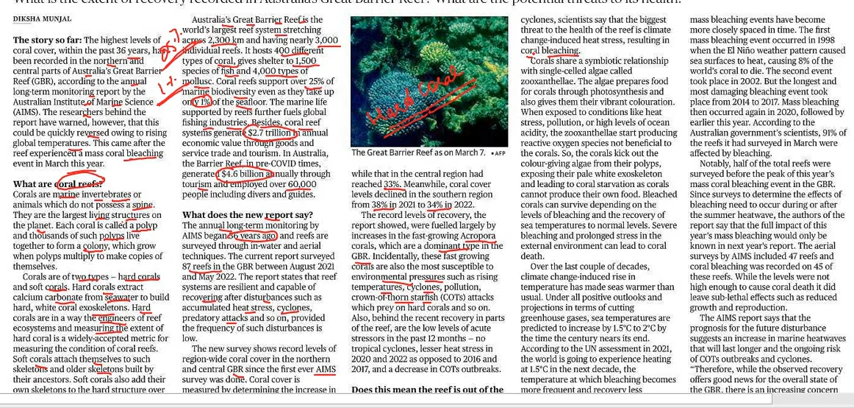 What is the extent of recovery recorded in Australia's Great Barrier Reef? What are the potential threats to its health?
DIKSHA MUNJAL
The story so far: The highest levels of
coral cover, within the past 36 years, have
been recorded in the northern and
central parts of Australia's Great Barrier
Reef (GBR), according to the annual
long-term monitoring report by the
Australian Institute of Marine Science
(AIMS). The researchers behind the
report have warned, however, that this
could be quickly reversed owing to rising
global temperatures. This came after the
reef experienced a mass coral bleaching
event in March this year.
What are coral reefs?
Corals are marine invertebrates or
animals which do not possess a spine.
They are the largest living structures on
the planet. Each coral is called a polyp
and thousands of such polyps live
together to form a colony, which grow
when polyps multiply to make copies of
themselves.
Corals are of two types – hard corals
and soft corals. Hard corals extract
calcium carbonate from seawater to build
hard, white coral exoskeletons. Hard
corals are in a way the engineers of reef
ecosystems and measuring the extent of
hard coral is a widely-accepted metric for
measuring the condition of coral reefs.
Soft corals attach themselves to such
skeletons and older skeletons built by
their ancestors. Soft corals also add their
own skeletons to the hard structure over
Australia's Great Barrier Reef is the
world's largest reef system stretching
across 2,300 km and having nearly 3,000
individual reefs. It hosts 400 different
types of coral, gives shelter to 1,500
species of fish and 4,000 types of
mollusc. Coral reefs support over 25% of
marine biodiversity even as they take up
only 1% of the seafloor. The marine life
supported by reefs further fuels global
fishing industries. Besides, coral reef
systems generate $2.7 trillion in annual
economic value through goods and
service trade and tourism. In Australia,
the Barrier Reef, in pre-COVID times,
generated $4.6 billion annually through
tourism and employed over 60,000
people including divers and guides.
What does the new report say?
The annual long-term monitoring by
AIMS began 36 years ago and reefs are
surveyed through in-water and aerial
techniques. The current report surveyed
87 reefs in the GBR between August 2021
and May 2022. The report states that reef
systems are resilient and capable of
recovering after disturbances such as
accumulated heat stress, cyclones,
predatory attacks and so on, provided
the frequency of such disturbances is
low.
The new survey shows record levels of
region-wide coral cover in the northern
and central GBR since the first ever AIMS
survey was done. Coral cover is
measured by determining the increase in
Hard coral
The Great Barrier Reef as on March 7. • AFP
while that in the central region had
reached 33%. Meanwhile, coral cover
levels declined in the southern region
from 38% in 2021 to 34% in 2022.
The record levels of recovery, the
report showed, were fuelled largely by
increases in the fast-growing Acropora
corals, which are a dominant type in the
GBR. Incidentally, these fast growing
corals are also the most susceptible to
environmental pressures such as rising
temperatures, cyclones, pollution,
crown-of-thorn starfish (COTs) attacks
which prey on hard corals and so on.
Also, behind the recent recovery in parts
of the reef, are the low levels of acute
stressors in the past 12 months – no
tropical cyclones, lesser heat stress in
2020 and 2022 as opposed to 2016 and
2017, and a decrease in COTs outbreaks.
Does this mean the reef is out of the
cyclones, scientists say that the biggest
threat to the health of the reef is climate
change-induced heat stress, resulting in
coral bleaching.
Corals share a symbiotic relationship
with single-celled algae called
zooxanthellae. The algae prepares food
for corals through photosynthesis and
also gives them their vibrant colouration.
When exposed to conditions like heat
stress, pollution, or high levels of ocean
acidity, the zooxanthellae start producing
reactive oxygen species not beneficial to
the corals. So, the corals kick out the
colour-giving algae from their polyps,
exposing their pale white exoskeleton
and leading to coral starvation as corals
cannot produce their own food. Bleached
corals can survive depending on the
levels of bleaching and the recovery of
sea temperatures to normal levels. Severe
bleaching and prolonged stress in the
external environment can lead to coral
death.
Over the last couple of decades,
climate change-induced rise in
temperature has made seas warmer than
usual. Under all positive outlooks and
projections in terms of cutting
greenhouse gases, sea temperatures are
predicted to increase by 1.5°C to 2°C by
the time the century nears its end.
According to the UN assessment in 2021,
the world is going to experience heating
at 1.5°C in the next decade, the
temperature at which bleaching becomes
more frequent and recovery less
mass bleaching events have become
more closely spaced in time. The first
mass bleaching event occurred in 1998
when the El Niño weather pattern caused
sea surfaces to heat, causing 8% of the
world's coral to die. The second event
took place in 2002. But the longest and
most damaging bleaching event took
place from 2014 to 2017. Mass bleaching
then occurred again in 2020, followed by
earlier this year. According to the
Australian government's scientists, 91% of
the reefs it had surveyed in March were
affected by bleaching.
Notably, half of the total reefs were
surveyed before the peak of this year's
mass coral bleaching event in the GBR.
Since surveys to determine the effects of
bleaching need to occur during or after
the summer heatwave, the authors of the
report say that the full impact of this
year's mass bleaching would only be
known in next year's report. The aerial
surveys by AIMS included 47 reefs and
coral bleaching was recorded on 45 of
these reefs. While the levels were not
high enough to cause coral death it did
leave sub-lethal effects such as reduced
growth and reproduction.
The AIMS report says that the
prognosis for the future disturbance
suggests an increase in marine heatwaves
that will last longer and the ongoing risk
of COTs outbreaks and cyclones.
"Therefore, while the observed recovery
offers good news for the overall state of
the GBR, there is an increasing concern